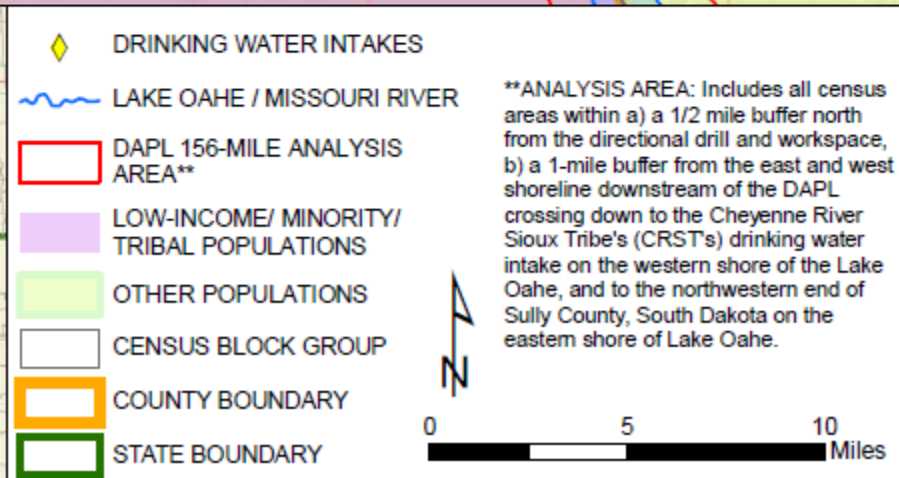 DRINKING WATER INTAKES
LAKE OAHE / MISSOURI RIVER
DAPL 156-MILE ANALYSIS
AREA**
LOW-INCOME/ MINORITY/
TRIBAL POPULATIONS
OTHER POPULATIONS
CENSUS BLOCK GROUP
COUNTY BOUNDARY
STATE BOUNDARY
**ANALYSIS AREA: Includes all census
areas within a) a 1/2 mile buffer north
from the directional drill and workspace,
b) a 1-mile buffer from the east and west
shoreline downstream of the DAPL
crossing down to the Cheyenne River
Sioux Tribe's (CRST's) drinking water
intake on the western shore of the Lake
Oahe, and to the northwestern end of
Sully County, South Dakota on the
eastern shore of Lake Oahe.
N
0 5 10
Miles